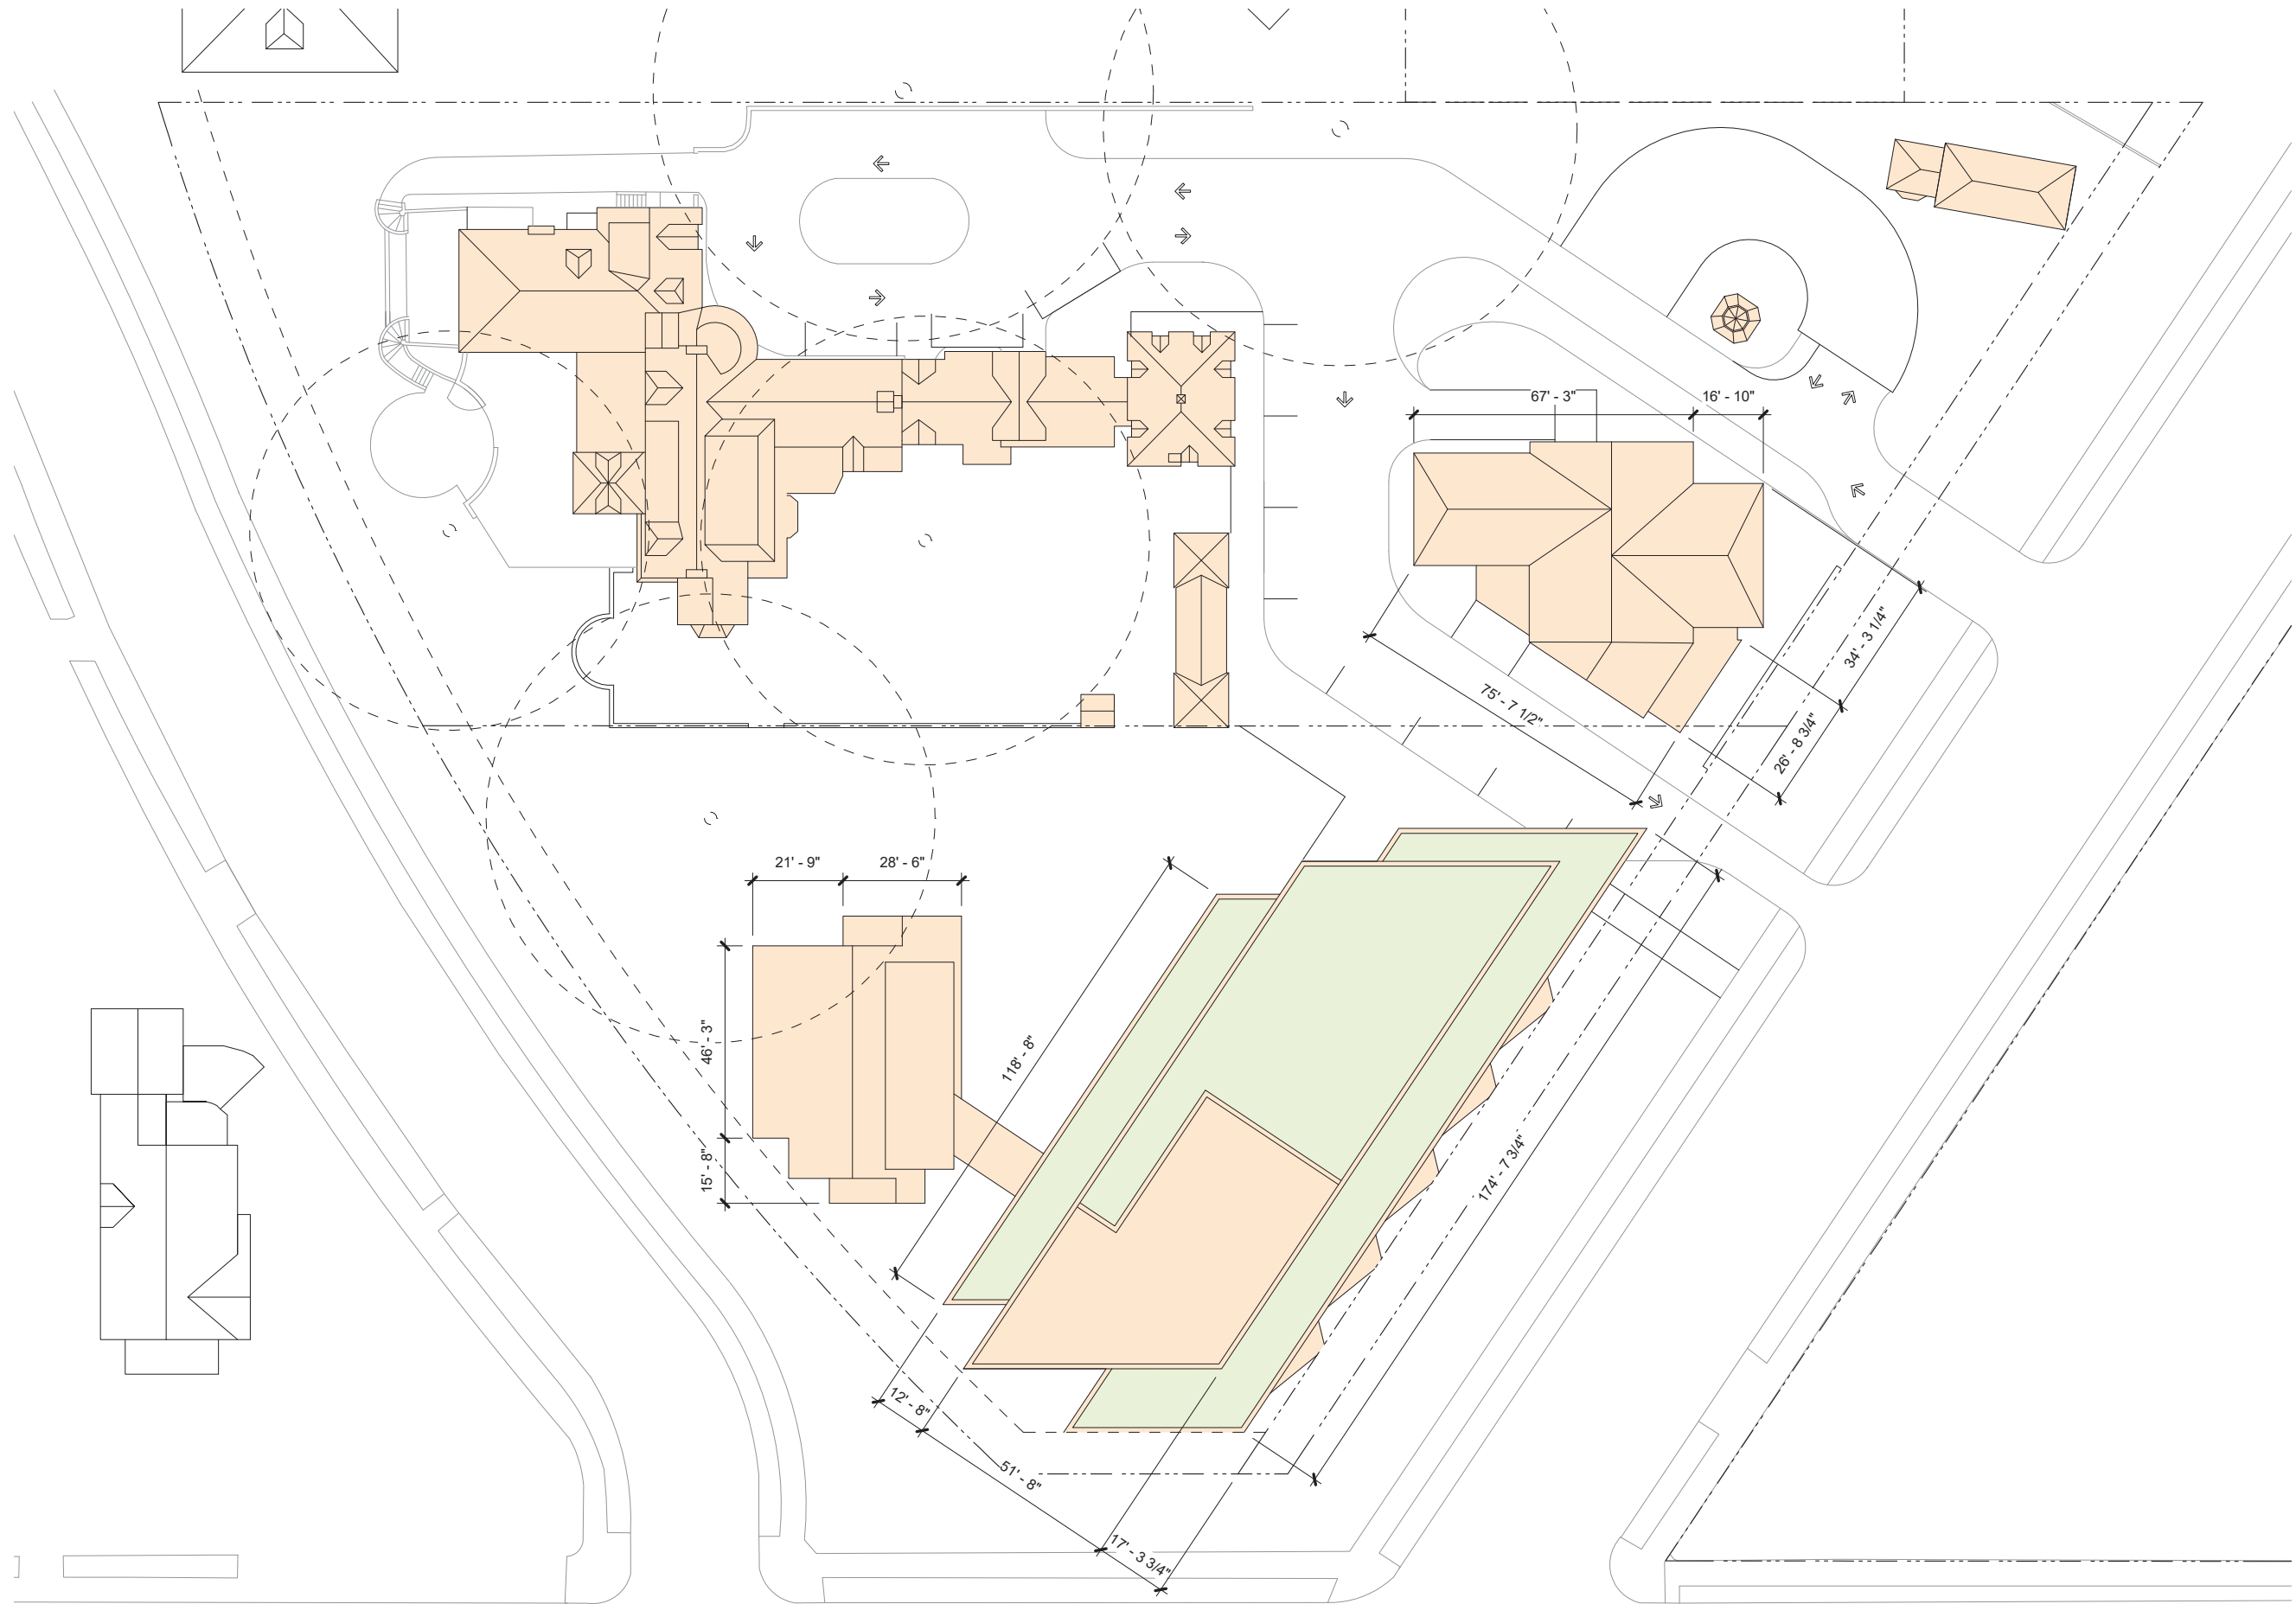 67' - 3"
16' - 10"
34' - 3 1/4"
75' - 7 1/2"
26' - 8 3/4"
21' - 9"
28' - 6"
46' - 3"
118' - 8"
15' - 8"
174' - 7 3/4"
12' - 8"
51' - 8"
17' - 3 3/4"